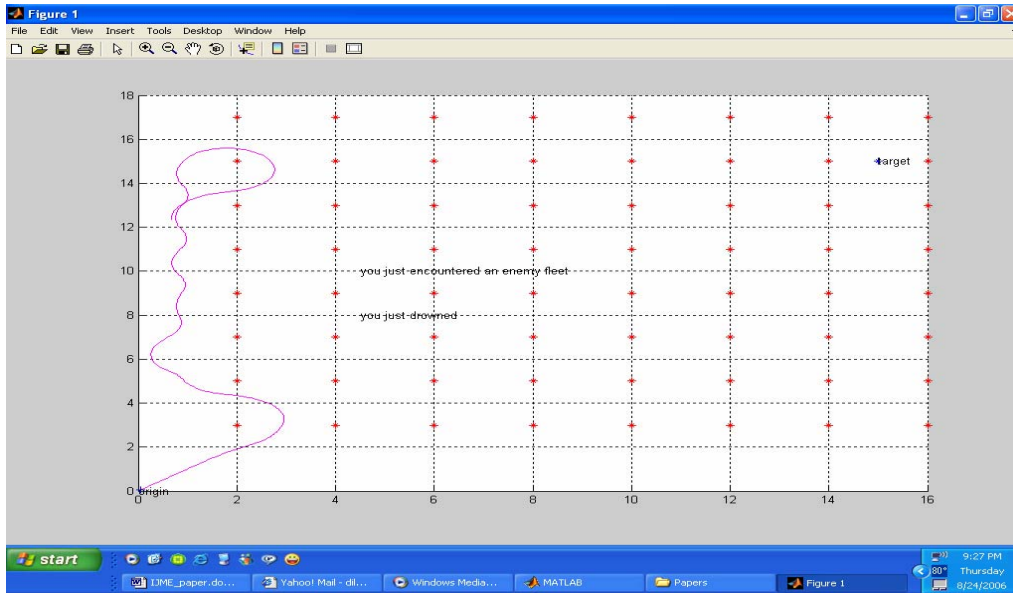 Figure 1
File Edit View Insert Tools Desktop Window Help
18
16
14
12
10
8
6
4
2
0
target
you just encountered an enemy fleet
you just drowned
origin
0 2 4 6 8 10 12 14 16
start
9:27 PM
IJME_paper.do... Yahoo! Mail - dil... Windows Media... MATLAB Papers Figure 1
80° Thursday
8/24/2006